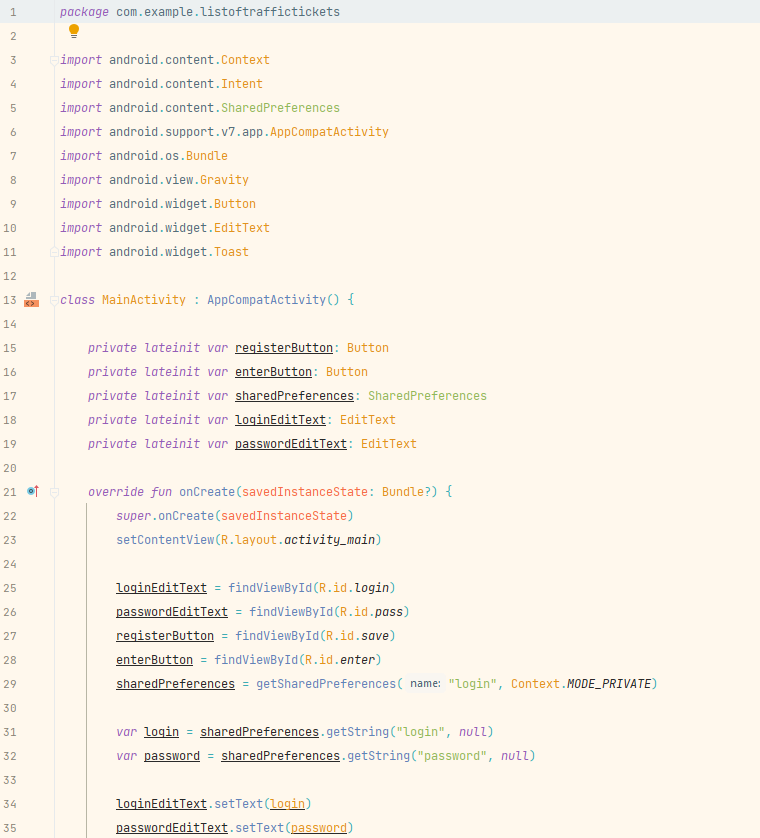 1 package com.example.listoftraffictickets
2
3 import android.content.Context
4 import android.content.Intent
5 import android.content.SharedPreferences
6 import android.support.v7.app.AppCompatActivity
7 import android.os.Bundle
8 import android.view.Gravity
9 import android.widget.Button
10 import android.widget.EditText
11 import android.widget.Toast
12
13 class MainActivity : AppCompatActivity() {
14
15 private lateinit var registerButton: Button
16 private lateinit var enterButton: Button
17 private lateinit var sharedPreferences: SharedPreferences
18 private lateinit var loginEditText: EditText
19 private lateinit var passwordEditText: EditText
20
21 override fun onCreate(savedInstanceState: Bundle?) {
22 super.onCreate(savedInstanceState)
23 setContentView(R.layout.activity_main)
24
25 loginEditText = findViewById(R.id.login)
26 passwordEditText = findViewById(R.id.pass)
27 registerButton = findViewById(R.id.save)
28 enterButton = findViewById(R.id.enter)
29 sharedPreferences = getSharedPreferences( name: "login", Context.MODE_PRIVATE)
30
31 var login = sharedPreferences.getString("login", null)
32 var password = sharedPreferences.getString("password", null)
33
34 loginEditText.setText(login)
35 passwordEditText.setText(password)